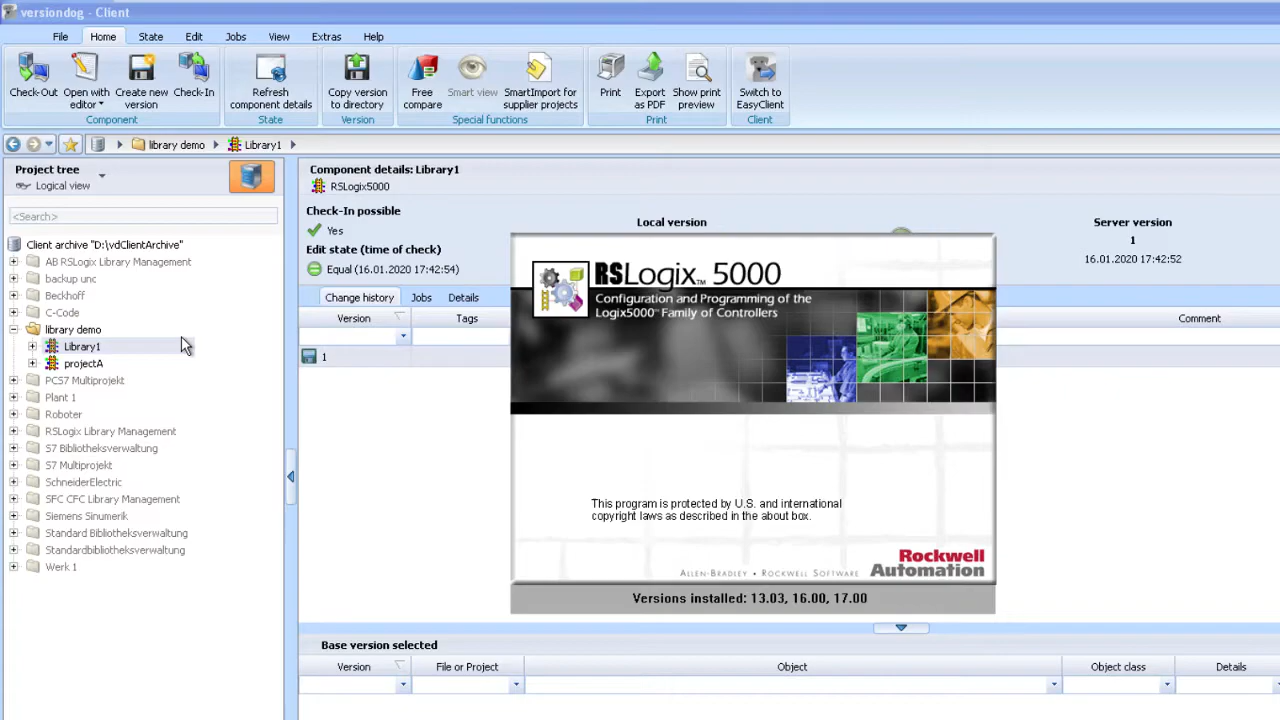 versiondog - Client
File Home State Edit Jobs View Extras Help
Check-Out
Open with editor
Create new version
Check-In
Refresh component details
Copy version to directory
Free compare
Smart view
SmartImport for supplier projects
Print
Export as PDF
Show print preview
Switch to EasyClient
Component State Version Special functions Print Client
library demo Library1
Project tree
Logical view
<Search>
Client archive "D:\vdClientArchive"
AB RSLogix Library Management
backup unc
Beckhoff
C-Code
library demo
Library1
projectA
PCS7 Multiprojekt
Plant 1
Roboter
RSLogix Library Management
S7 Bibliotheksverwaltung
S7 Multiprojekt
SchneiderElectric
SFC CFC Library Management
Siemens Sinumerik
Standard Bibliotheksverwaltung
Standardbibliotheksverwaltung
Werk 1
Component details: Library1
RSLogix5000
Check-In possible
Yes
Edit state (time of check)
Equal (16.01.2020 17:42:54)
Local version
Server version
1
16.01.2020 17:42:52
Change history Jobs Details
Version Tags Comment
1
RSLogix™ 5000
Configuration and Programming of the
Logix5000™ Family of Controllers
This program is protected by U.S. and international
copyright laws as described in the about box.
ALLEN-BRADLEY • ROCKWELL SOFTWARE
Rockwell
Automation
Versions installed: 13.03, 16.00, 17.00
Base version selected
Version File or Project Object Object class Details